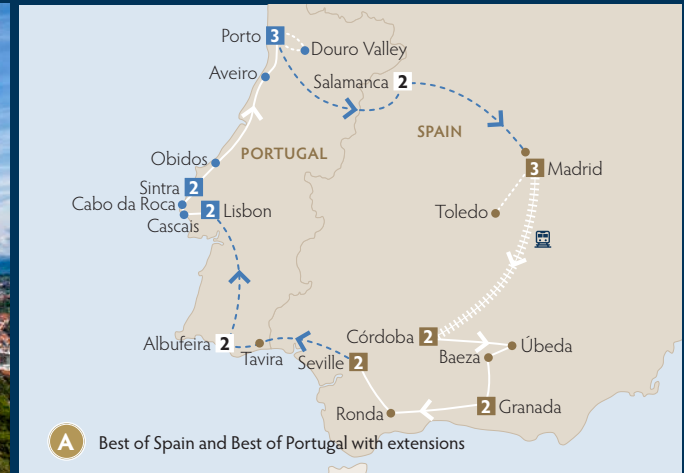 Porto 3
Douro Valley
Aveiro
Salamanca 2
SPAIN
PORTUGAL
Obidos
3 Madrid
Sintra 2
Cabo da Roca
2 Lisbon
Cascais
Toledo
Albufeira 2
Tavira
Seville 2
Córdoba 2
Úbeda
Baeza
Ronda
2 Granada
A Best of Spain and Best of Portugal with extensions